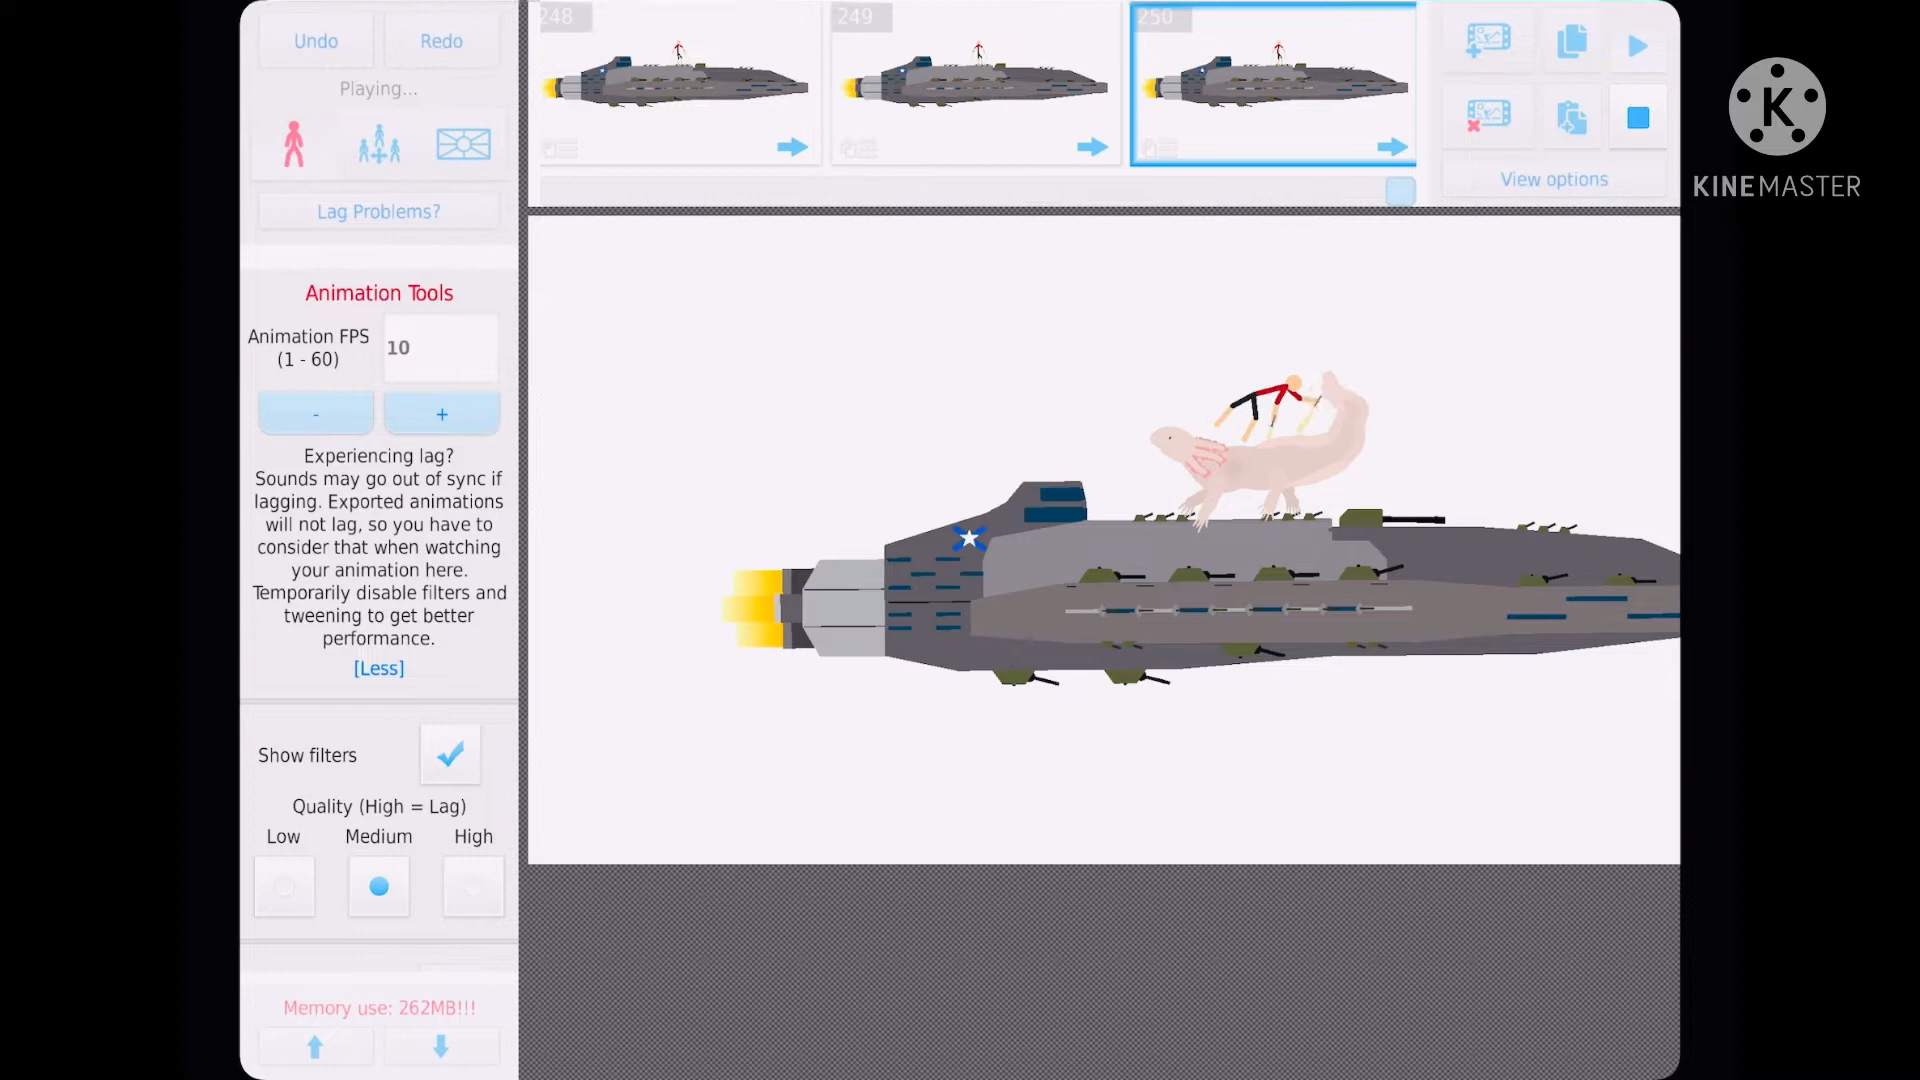 Undo
Redo
Playing...
Lag Problems?
Animation Tools
Animation FPS
(1 - 60)
10
-
+
Experiencing lag?
Sounds may go out of sync if
lagging. Exported animations
will not lag, so you have to
consider that when watching
your animation here.
Temporarily disable filters and
tweening to get better
performance.
[Less]
Show filters
Quality (High = Lag)
Low
Medium
High
Memory use: 262MB!!!
248
249
250
View options
K
KINEMASTER